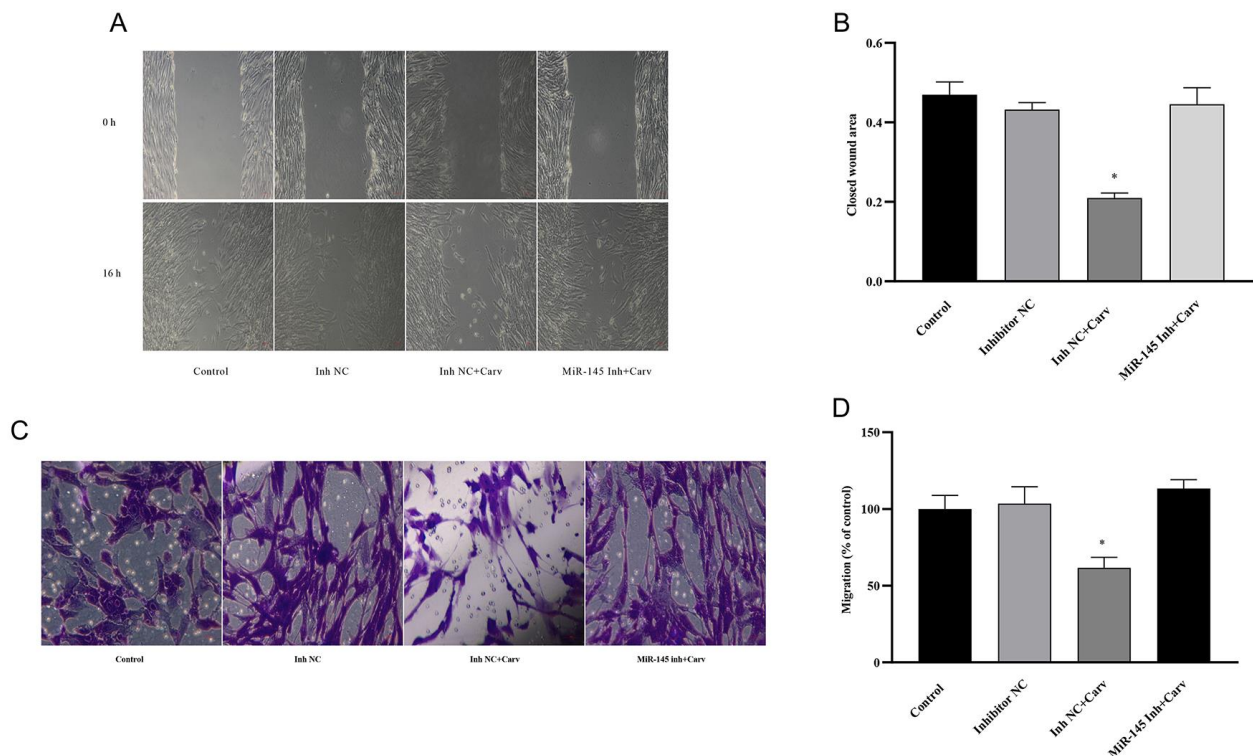 A
0 h
16 h
Control
Inh NC
Inh NC+Carv
MiR-145 Inh+Carv
B
0.6
0.4
0.2
0.0
Closed wound area
*
Control
Inhibitor NC
Inh NC+Carv
MiR-145 Inh+Carv
C
Control
Inh NC
Inh NC+Carv
MiR-145 inh+Carv
D
150
100
50
0
Migration (% of control)
*
Control
Inhibitor NC
Inh NC+Carv
MiR-145 Inh+Carv